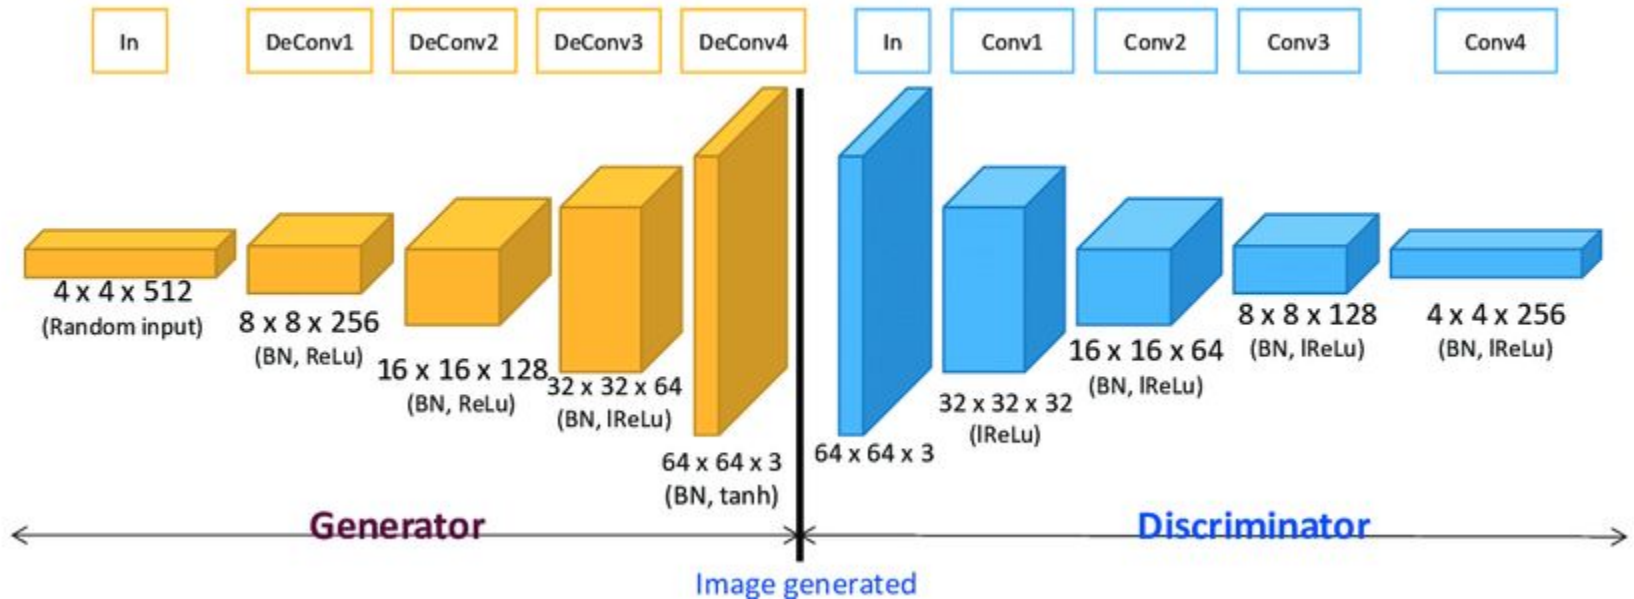 In
DeConv1
DeConv2
DeConv3
DeConv4
In
Conv1
Conv2
Conv3
Conv4
4 x 4 x 512
(Random input)
8 x 8 x 256
(BN, ReLu)
16 x 16 x 128
(BN, ReLu)
32 x 32 x 64
(BN, lReLu)
64 x 64 x 3
(BN, tanh)
64 x 64 x 3
32 x 32 x 32
(lReLu)
16 x 16 x 64
(BN, lReLu)
8 x 8 x 128
(BN, lReLu)
4 x 4 x 256
(BN, lReLu)
Generator
Discriminator
Image generated